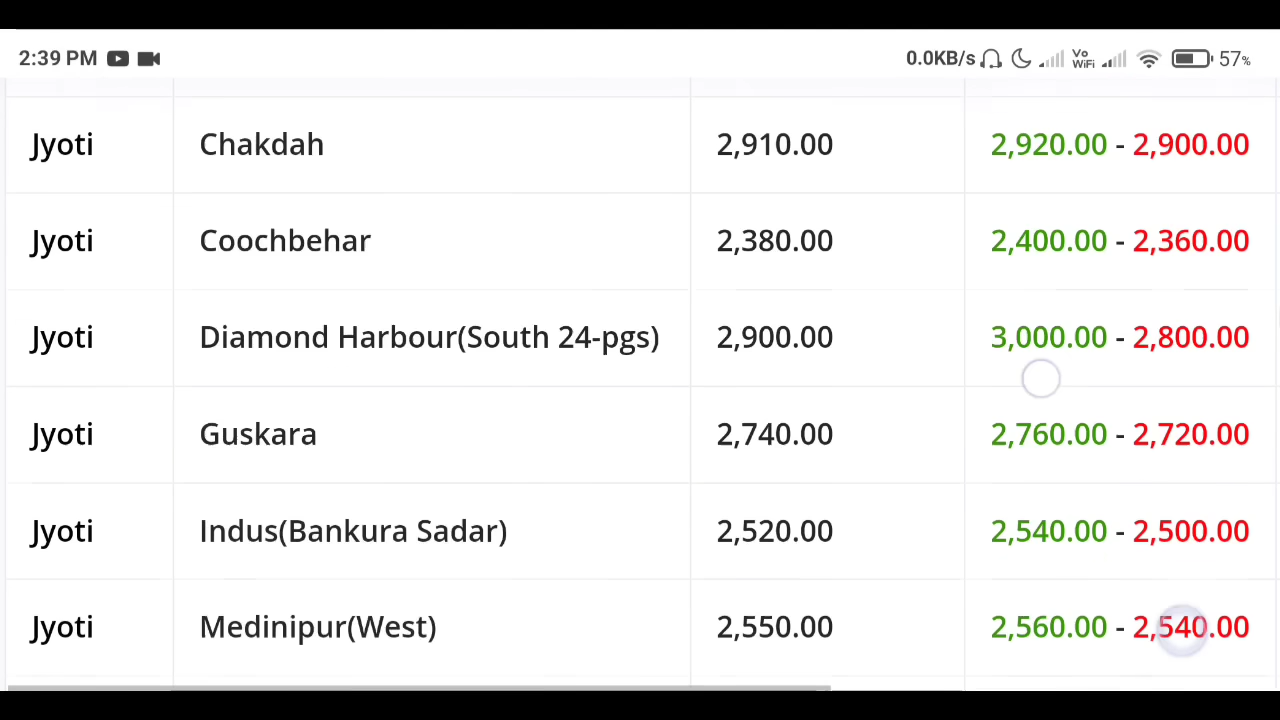 2:39 PM 0.0KB/s Vo WiFi 57%
Jyoti Chakdah 2,910.00 2,920.00 - 2,900.00
Jyoti Coochbehar 2,380.00 2,400.00 - 2,360.00
Jyoti Diamond Harbour(South 24-pgs) 2,900.00 3,000.00 - 2,800.00
Jyoti Guskara 2,740.00 2,760.00 - 2,720.00
Jyoti Indus(Bankura Sadar) 2,520.00 2,540.00 - 2,500.00
Jyoti Medinipur(West) 2,550.00 2,560.00 - 2,540.00